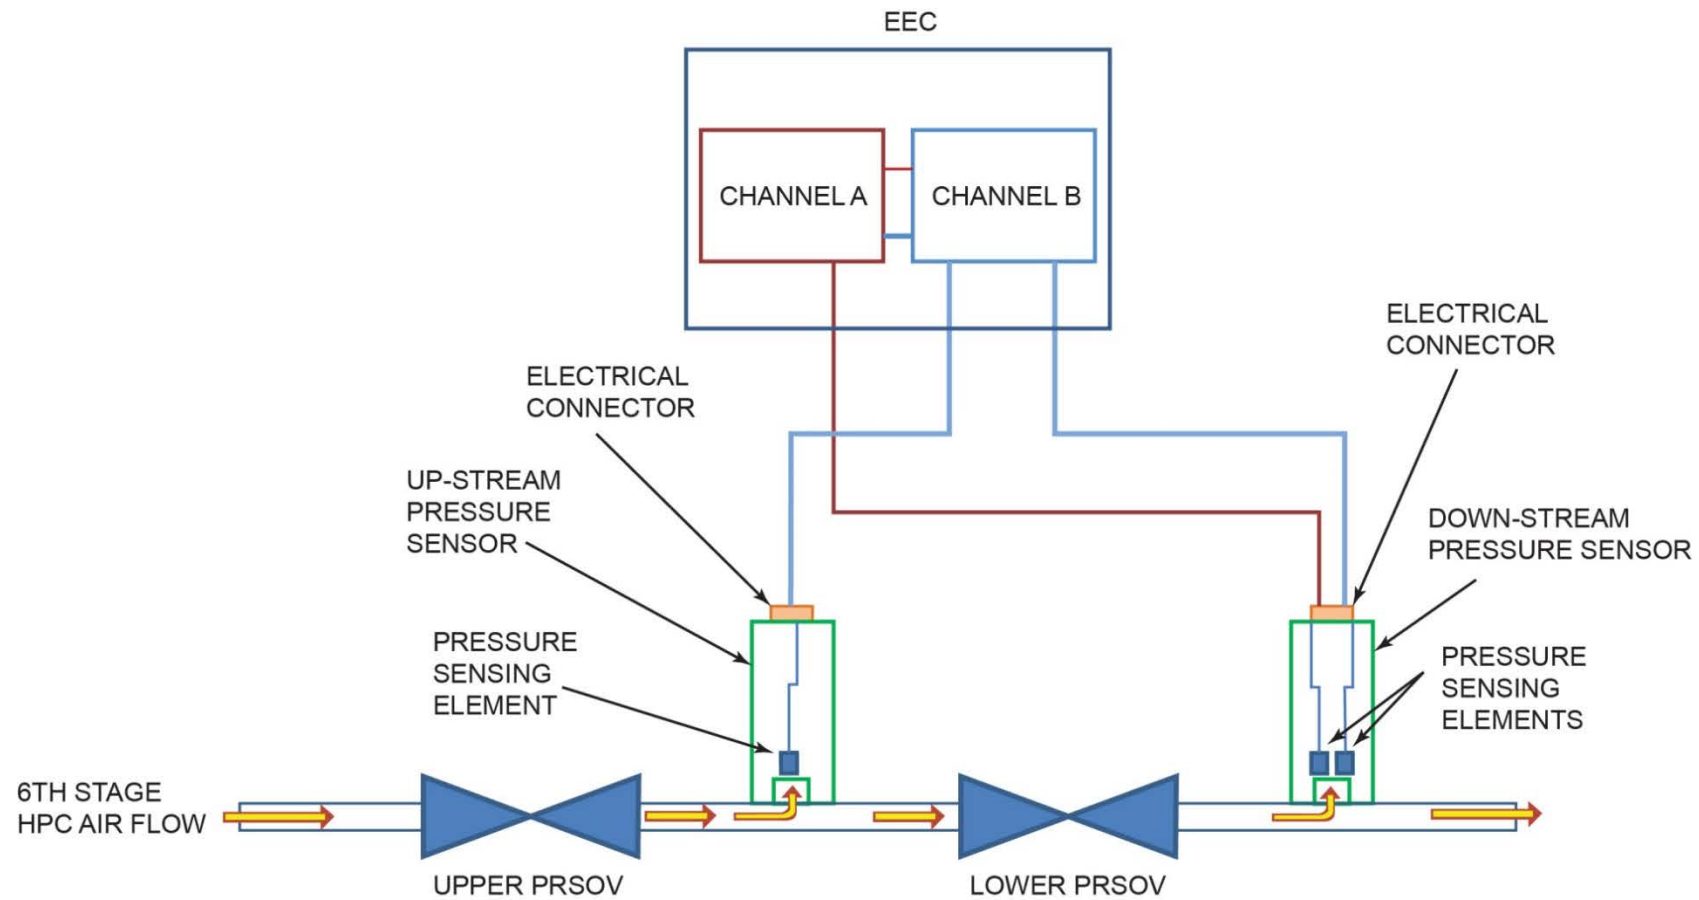 EEC
CHANNEL A
CHANNEL B
ELECTRICAL
CONNECTOR
ELECTRICAL
CONNECTOR
UP-STREAM
PRESSURE
SENSOR
DOWN-STREAM
PRESSURE SENSOR
PRESSURE
SENSING
ELEMENT
PRESSURE
SENSING
ELEMENTS
6TH STAGE
HPC AIR FLOW
UPPER PRSOV
LOWER PRSOV